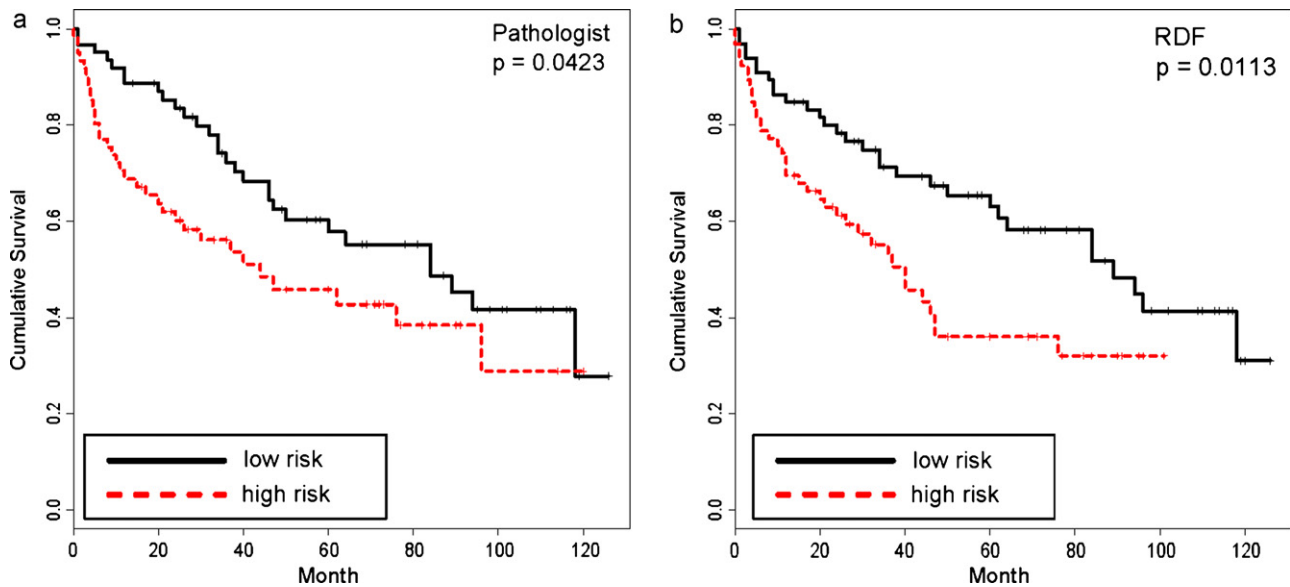 a
Pathologist
p = 0.0423
Cumulative Survival
1.0
0.8
0.6
0.4
0.2
0.0
low risk
high risk
0 20 40 60 80 100 120
Month
b
RDF
p = 0.0113
Cumulative Survival
1.0
0.8
0.6
0.4
0.2
0.0
low risk
high risk
0 20 40 60 80 100 120
Month